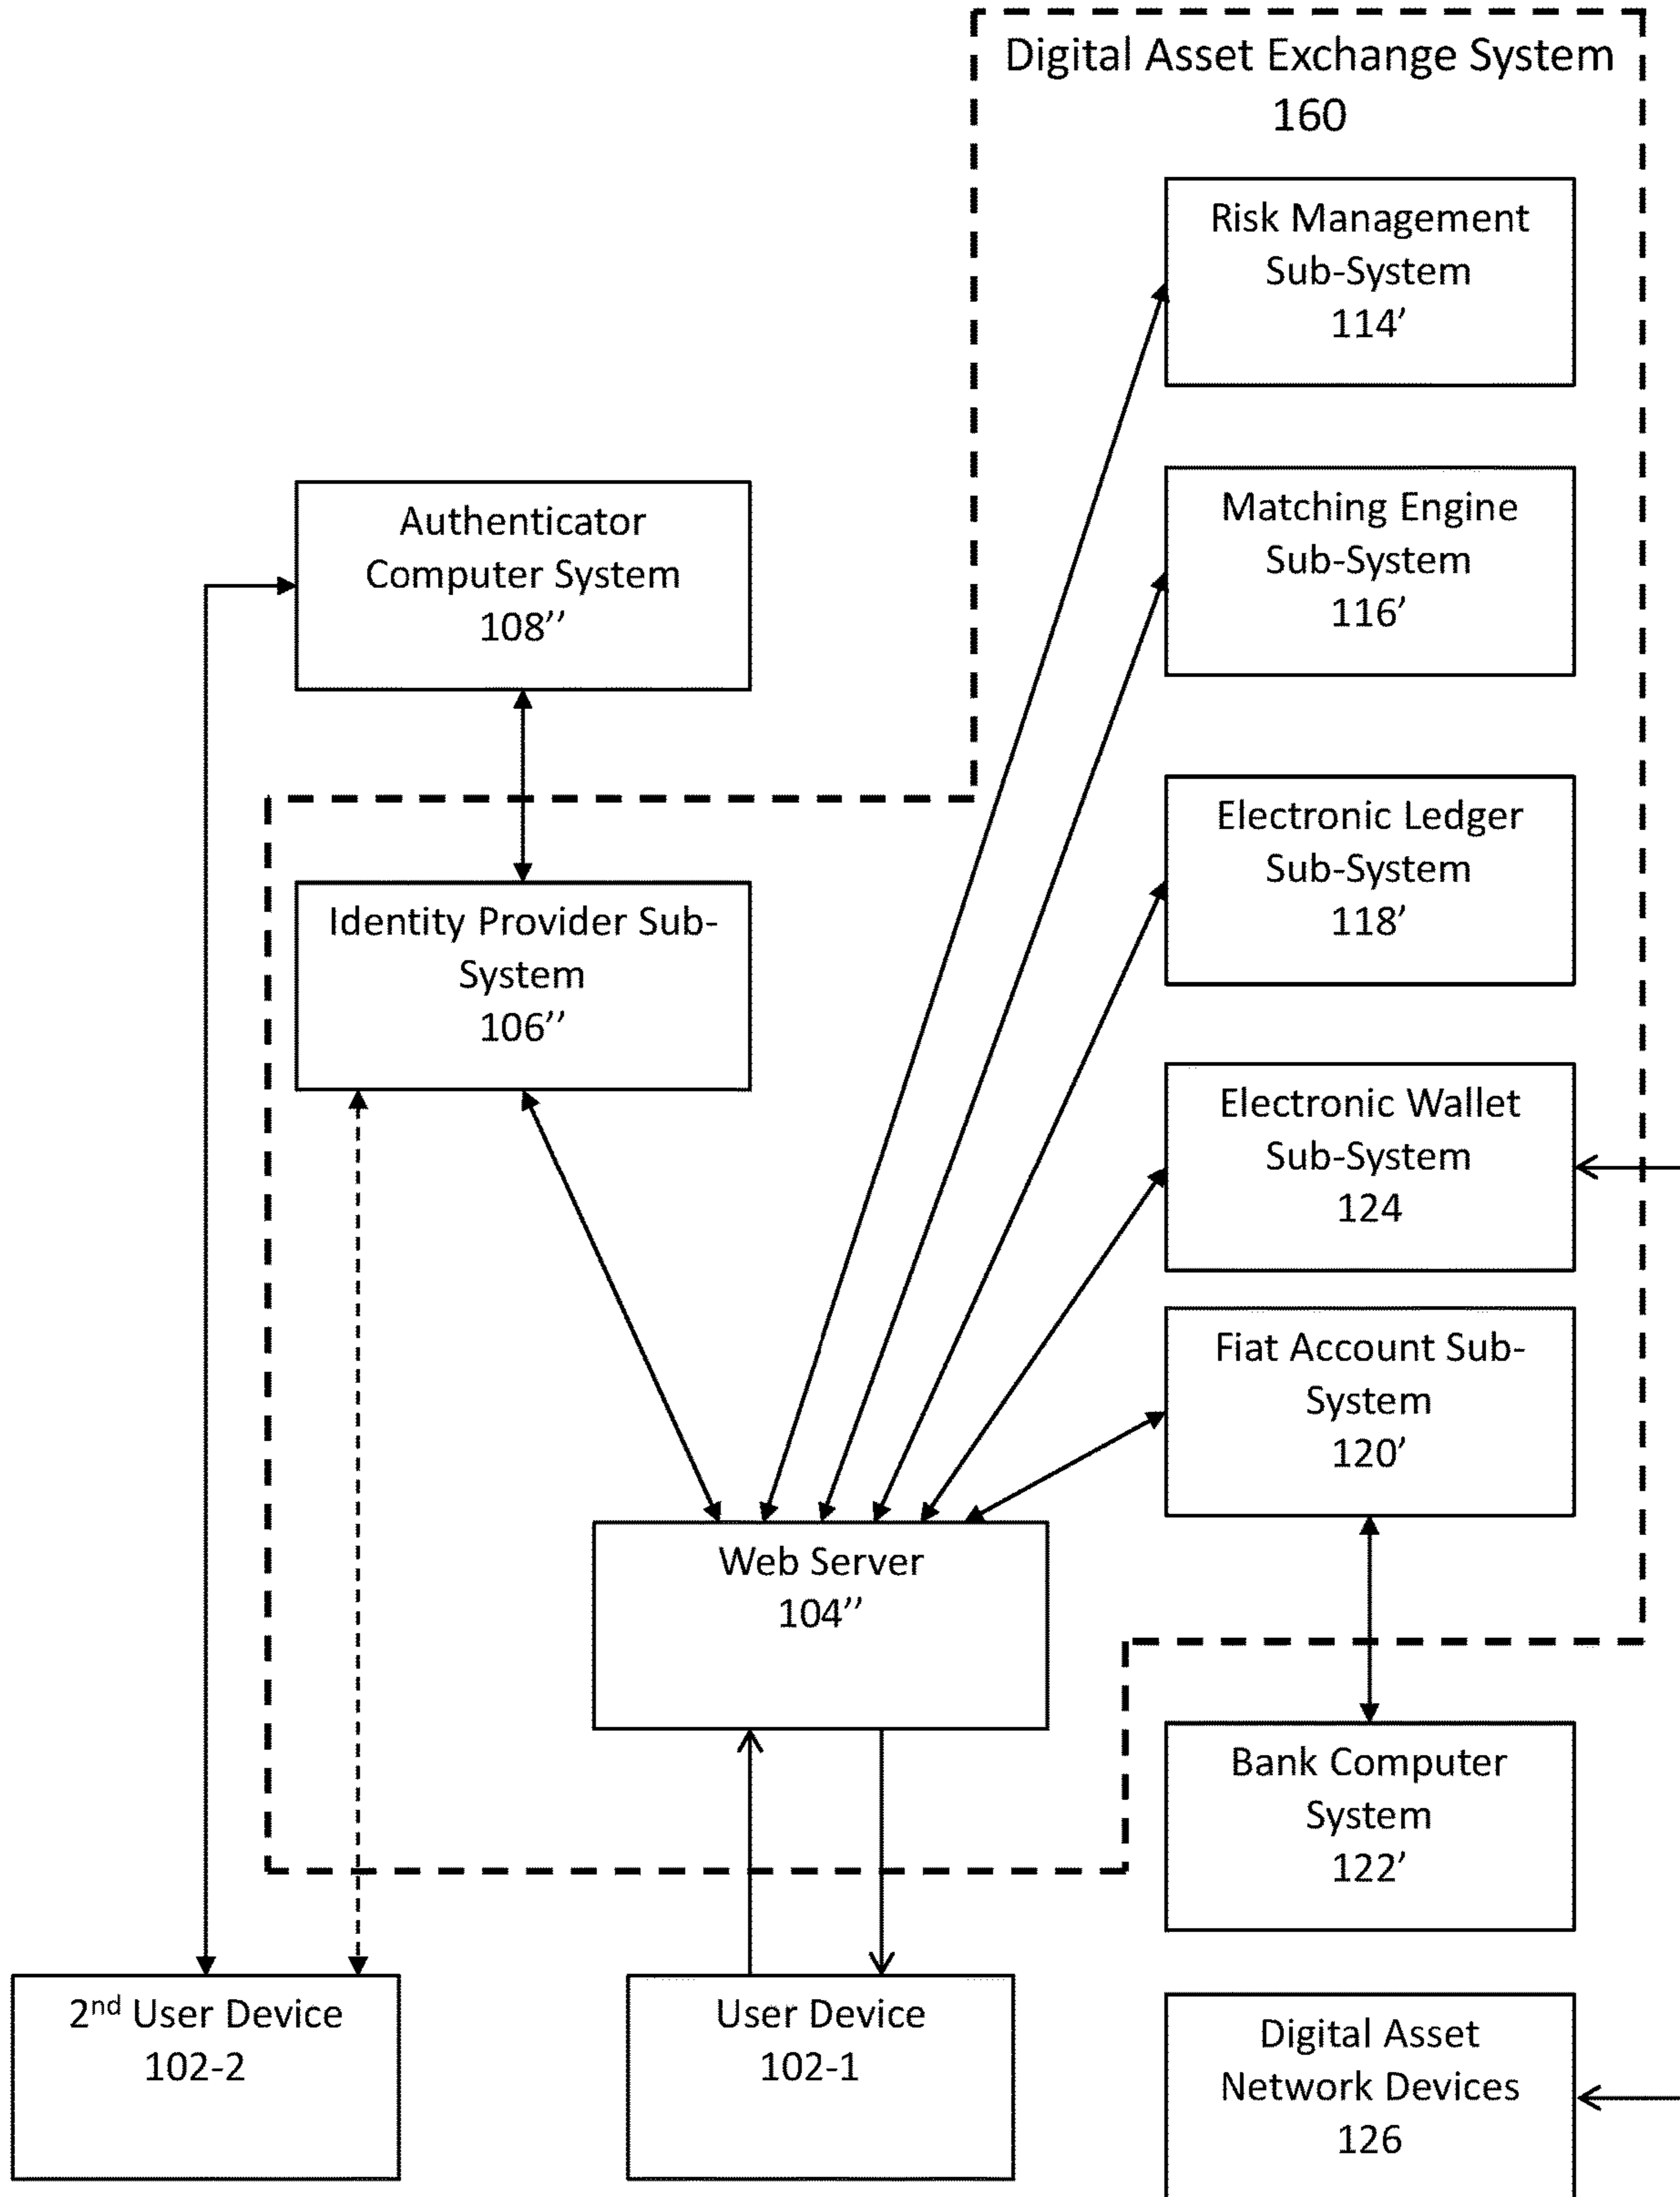 Digital Asset Exchange System
160
Risk Management
Sub-System
114’
Matching Engine
Sub-System
116’
Authenticator
Computer System
108’’
Electronic Ledger
Sub-System
118’
Identity Provider Sub-
System
106’’
Electronic Wallet
Sub-System
124
Fiat Account Sub-
System
120’
Web Server
104’’
Bank Computer
System
122’
2nd User Device
102-2
User Device
102-1
Digital Asset
Network Devices
126